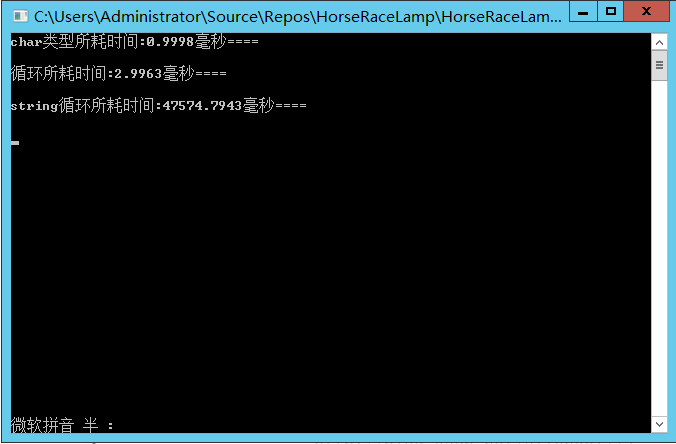 C:\Users\Administrator\Source\Repos\HorseRaceLamp\HorseRaceLam...
char类型所耗时间:0.9998毫秒====
循环所耗时间:2.9963毫秒====
string循环所耗时间:47574.7943毫秒====
微软拼音 半 :